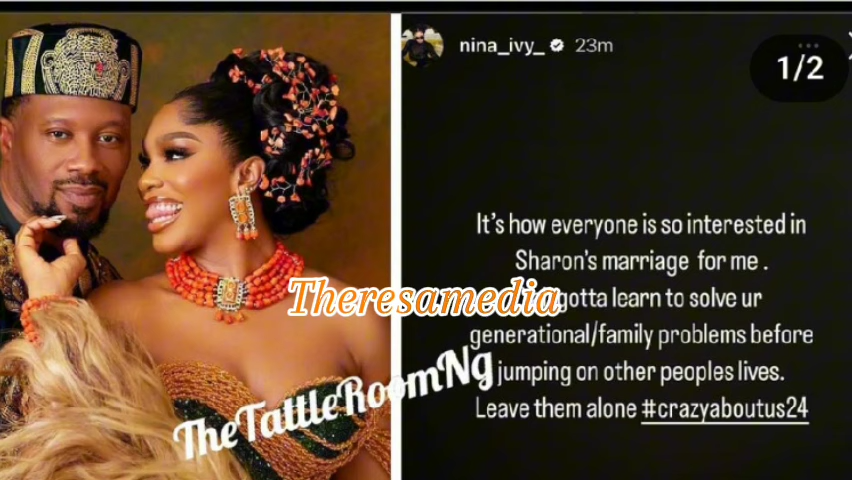 nina_ivy_ 23m
1/2
It's how everyone is so interested in
Sharon's marriage for me .
gotta learn to solve ur
generational/family problems before
jumping on other peoples lives.
Leave them alone #crazyaboutus24
Theresamedia
TheTattleRoomNg